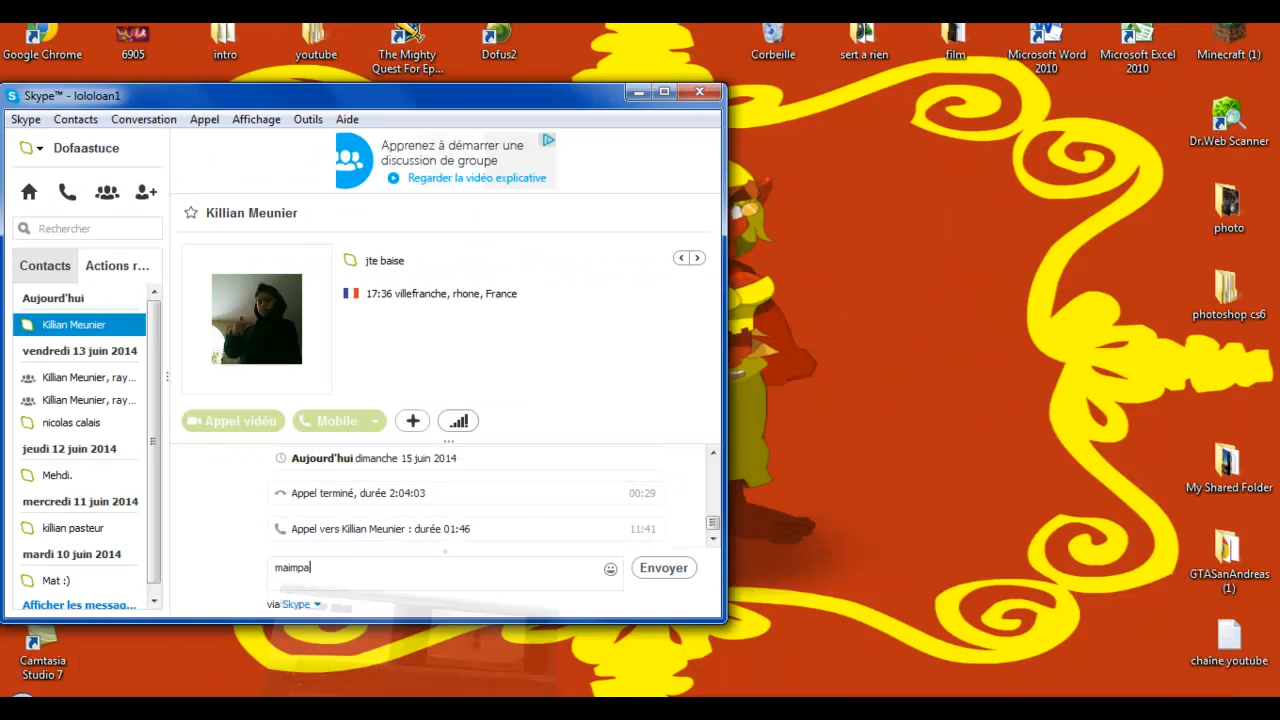 Google Chrome
6905
intro
youtube
The Mighty
Quest For Ep...
Dofus2
Corbeille
sert a rien
film
Microsoft Word
2010
Microsoft Excel
2010
Minecraft (1)
Skype™ - lololoan1
Skype
Contacts
Conversation
Appel
Affichage
Outils
Aide
Dofaastuce
Apprenez à démarrer une
discussion de groupe
Regarder la vidéo explicative
Rechercher
Contacts
Actions r...
Aujourd'hui
Killian Meunier
vendredi 13 juin 2014
Killian Meunier, ray...
Killian Meunier, ray...
nicolas calais
jeudi 12 juin 2014
Mehdi.
mercredi 11 juin 2014
killian pasteur
mardi 10 juin 2014
Mat :)
Afficher les messag...
Killian Meunier
jte baise
17:36 villefranche, rhone, France
Appel vidéo
Mobile
Aujourd'hui dimanche 15 juin 2014
Appel terminé, durée 2:04:03
00:29
Appel vers Killian Meunier : durée 01:46
11:41
maimpa
Envoyer
via Skype
Dr.Web Scanner
photo
photoshop cs6
My Shared Folder
GTASanAndreas
(1)
chaîne youtube
Camtasia
Studio 7